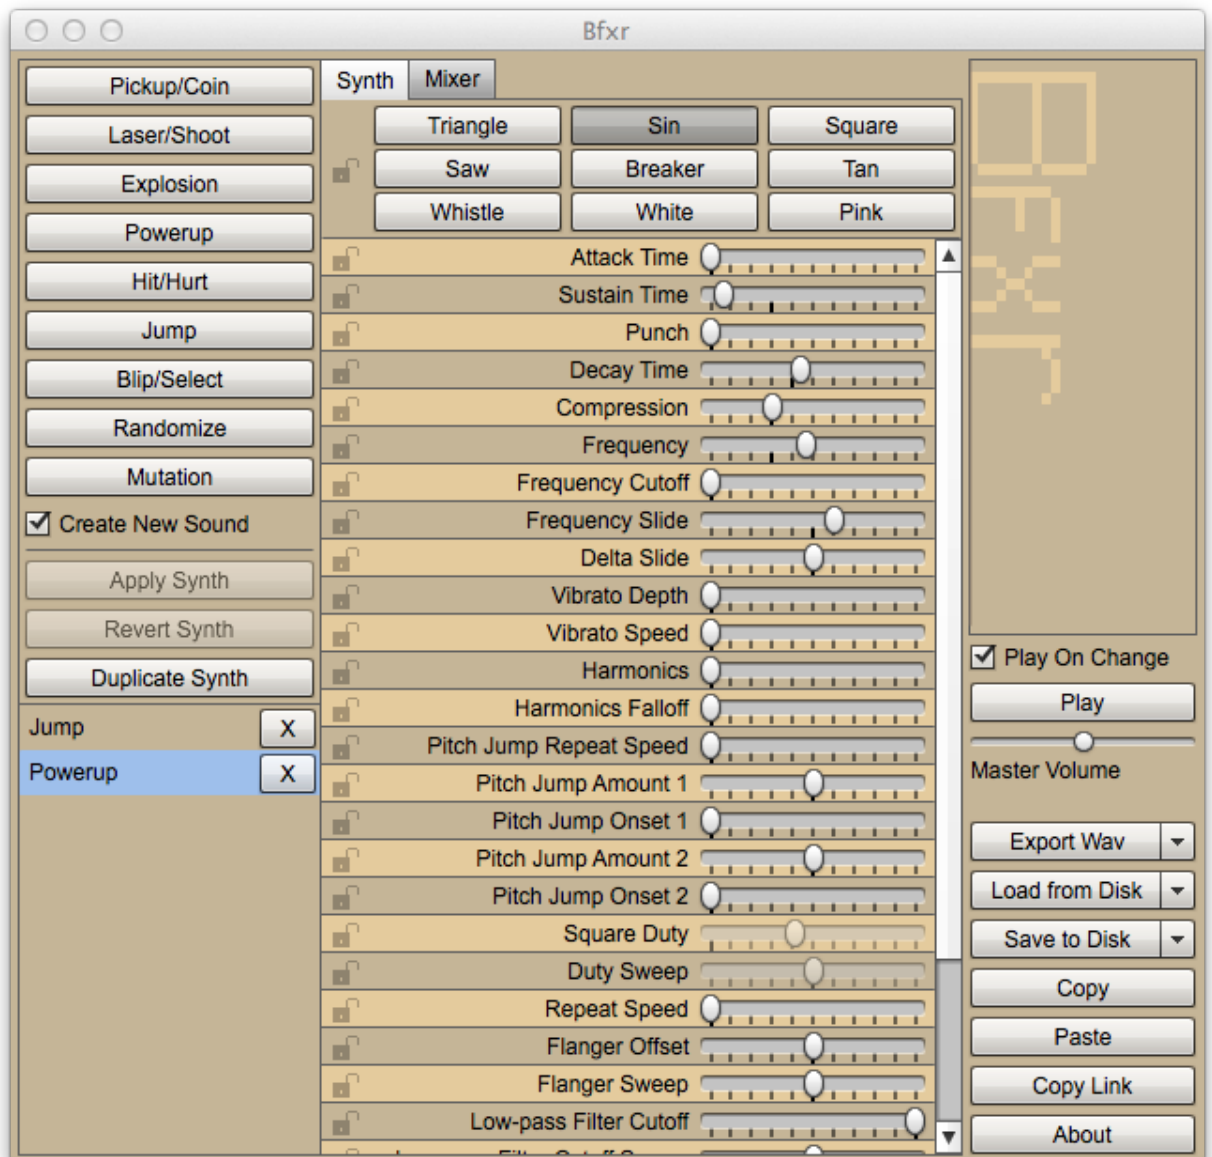 Bfxr
Pickup/Coin
Laser/Shoot
Explosion
Powerup
Hit/Hurt
Jump
Blip/Select
Randomize
Mutation
Create New Sound
Apply Synth
Revert Synth
Duplicate Synth
Jump X
Powerup X
Synth Mixer
Triangle Sin Square
Saw Breaker Tan
Whistle White Pink
Attack Time
Sustain Time
Punch
Decay Time
Compression
Frequency
Frequency Cutoff
Frequency Slide
Delta Slide
Vibrato Depth
Vibrato Speed
Harmonics
Harmonics Falloff
Pitch Jump Repeat Speed
Pitch Jump Amount 1
Pitch Jump Onset 1
Pitch Jump Amount 2
Pitch Jump Onset 2
Square Duty
Duty Sweep
Repeat Speed
Flanger Offset
Flanger Sweep
Low-pass Filter Cutoff
Bfxr
Play On Change
Play
Master Volume
Export Wav
Load from Disk
Save to Disk
Copy
Paste
Copy Link
About